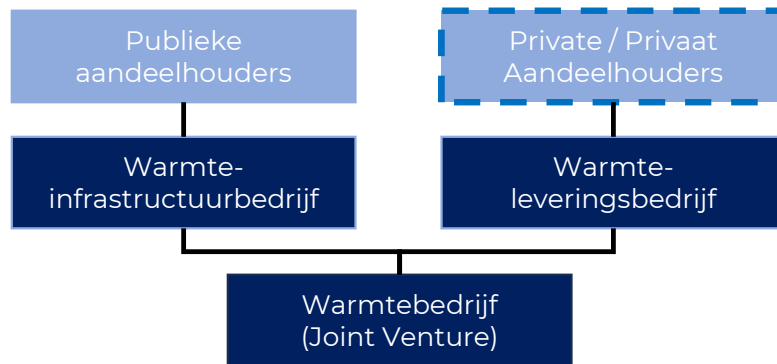 Publieke
aandeelhouders
Private / Privaat
Aandeelhouders
Warmte-
infrastructuurbedrijf
Warmte-
leveringsbedrijf
Warmtebedrijf
(Joint Venture)